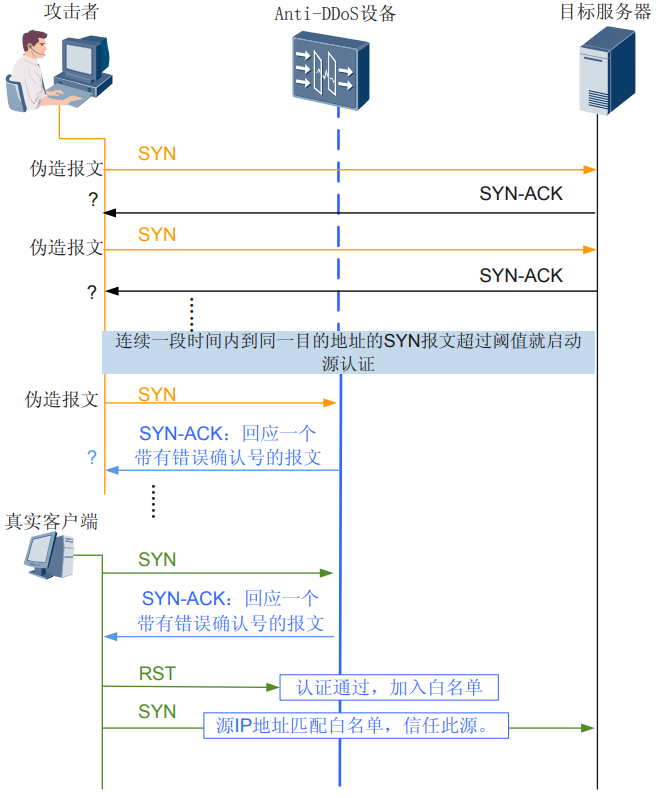 攻击者
Anti-DDoS设备
目标服务器
SYN
伪造报文
?
SYN-ACK
SYN
伪造报文
SYN-ACK
?
连续一段时间内到同一目的地址的SYN报文超过阈值就启动
源认证
SYN
伪造报文
SYN-ACK：回应一个
带有错误确认号的报文
?
真实客户端
SYN
SYN-ACK：回应一个
带有错误确认号的报文
RST
认证通过，加入白名单
SYN
源IP地址匹配白名单，信任此源。